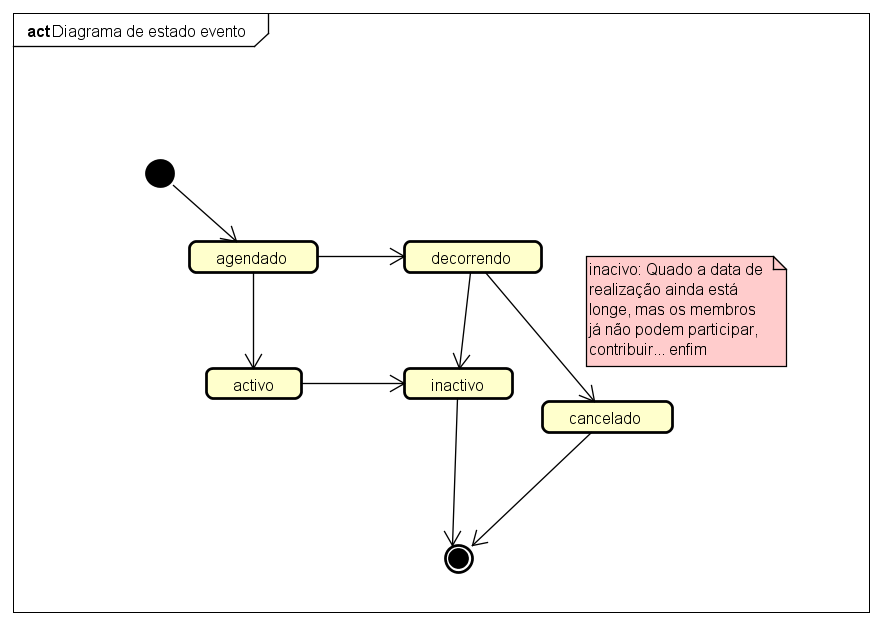 act Diagrama de estado evento
agendado
decorrendo
inacivo: Quado a data de
realização ainda está
longe, mas os membros
já não podem participar,
contribuir... enfim
activo
inactivo
cancelado